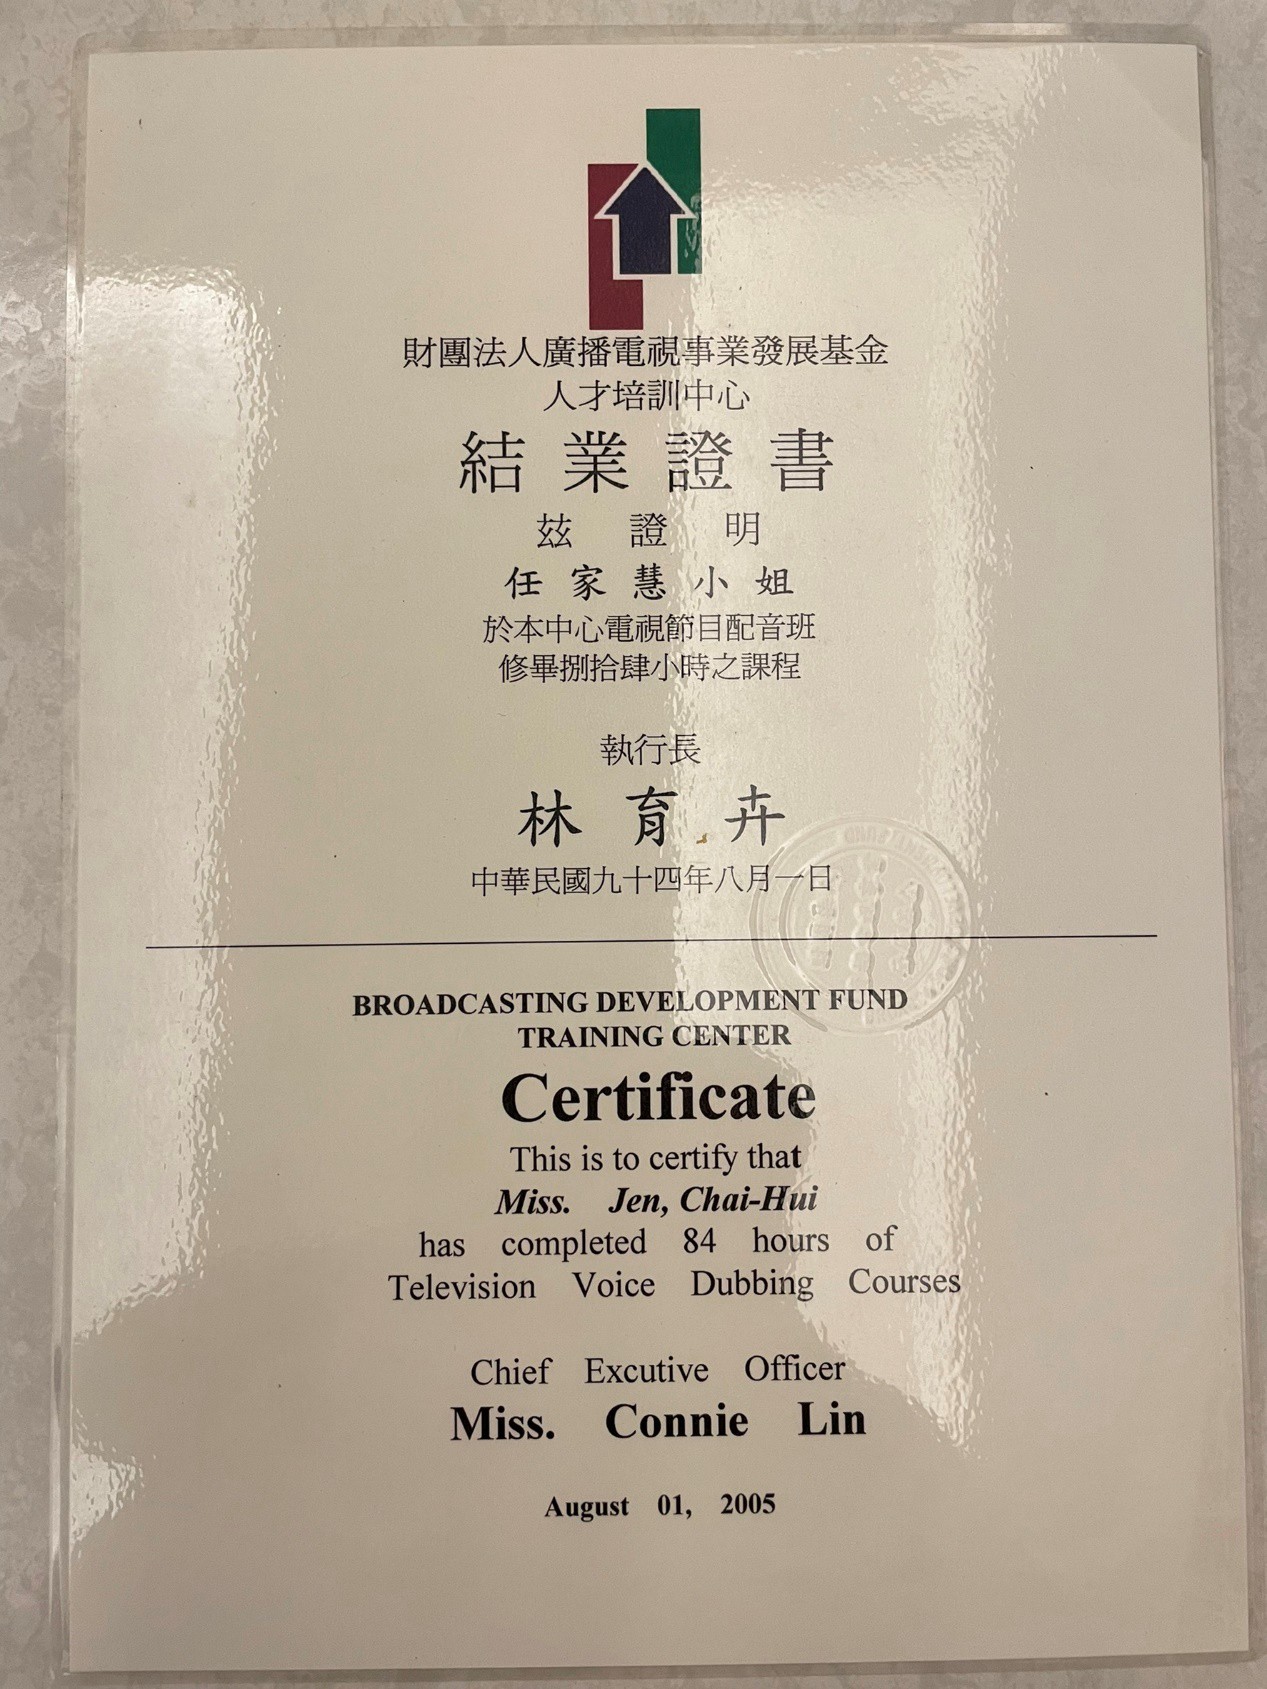 財團法人廣播電視事業發展基金
人才培訓中心
結業證書
茲證明
任家慧小姐
於本中心電視節目配音班
修畢捌拾肆小時之課程
執行長
林育卉
中華民國九十四年八月一日
BROADCASTING DEVELOPMENT FUND
TRAINING CENTER
Certificate
This is to certify that
Miss. Jen, Chai-Hui
has completed 84 hours of
Television Voice Dubbing Courses
Chief Excutive Officer
Miss. Connie Lin
August 01, 2005